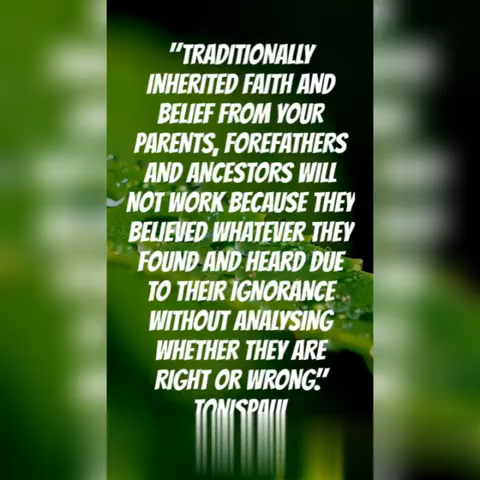 "TRADITIONALLY
INHERITED FAITH AND
BELIEF FROM YOUR
PARENTS, FOREFATHERS
AND ANCESTORS WILL
NOT WORK BECAUSE THEY
BELIEVED WHATEVER THEY
FOUND AND HEARD DUE
TO THEIR IGNORANCE
WITHOUT ANALYSING
WHETHER THEY ARE
RIGHT OR WRONG."